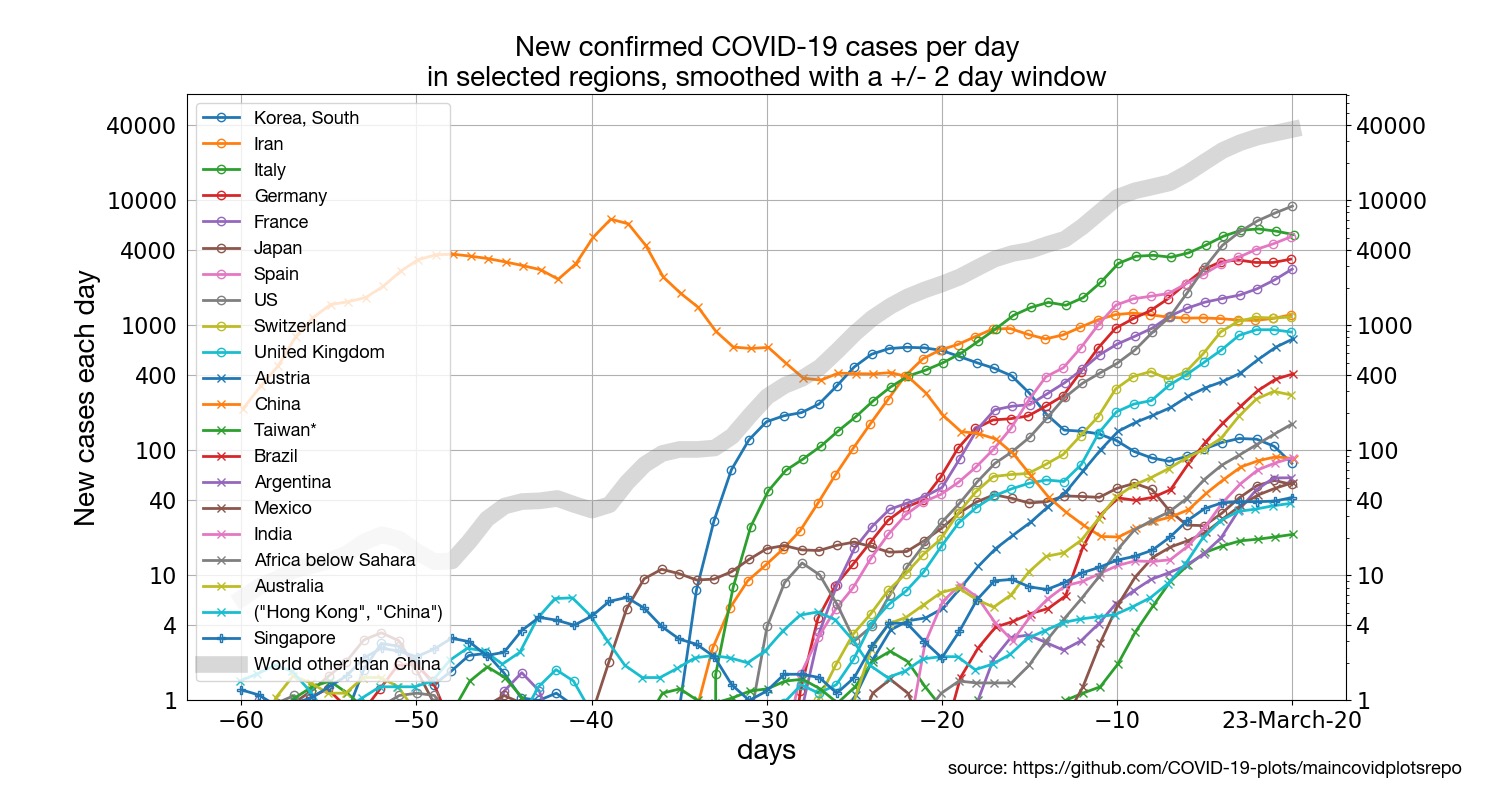 New confirmed COVID-19 cases per day
in selected regions, smoothed with a +/- 2 day window
New cases each day
40000
10000
4000
1000
400
100
40
10
4
1
Korea, South
Iran
Italy
Germany
France
Japan
Spain
US
Switzerland
United Kingdom
Austria
China
Taiwan*
Brazil
Argentina
Mexico
India
Africa below Sahara
Australia
("Hong Kong", "China")
Singapore
World other than China
40000
10000
4000
1000
400
100
40
10
4
1
−60 −50 −40 −30 −20 −10 23-March-20
days
source: https://github.com/COVID-19-plots/maincovidplotsrepo